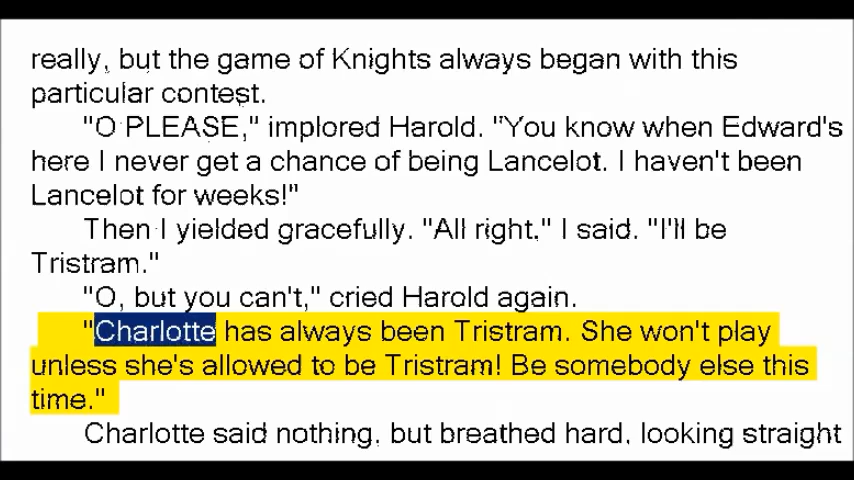 really, but the game of Knights always began with this
particular contest.
"O PLEASE," implored Harold. "You know when Edward's
here I never get a chance of being Lancelot. I haven't been
Lancelot for weeks!"
Then I yielded gracefully. "All right," I said. "I'll be
Tristram."
"O, but you can't," cried Harold again.
"Charlotte has always been Tristram. She won't play
unless she's allowed to be Tristram! Be somebody else this
time."
Charlotte said nothing, but breathed hard, looking straight